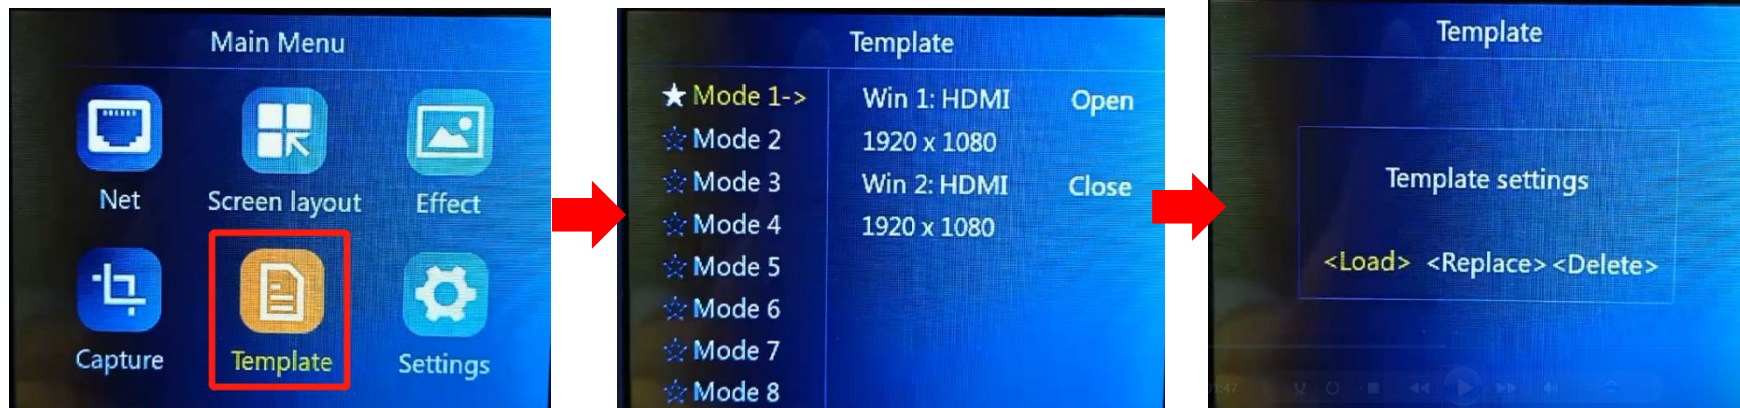 Main Menu
Net
Screen layout
Effect
Capture
Template
Settings
Template
Mode 1->
Win 1: HDMI
Open
Mode 2
1920 x 1080
Mode 3
Win 2: HDMI
Close
Mode 4
1920 x 1080
Mode 5
Mode 6
Mode 7
Mode 8
Template
Template settings
<Load> <Replace> <Delete>